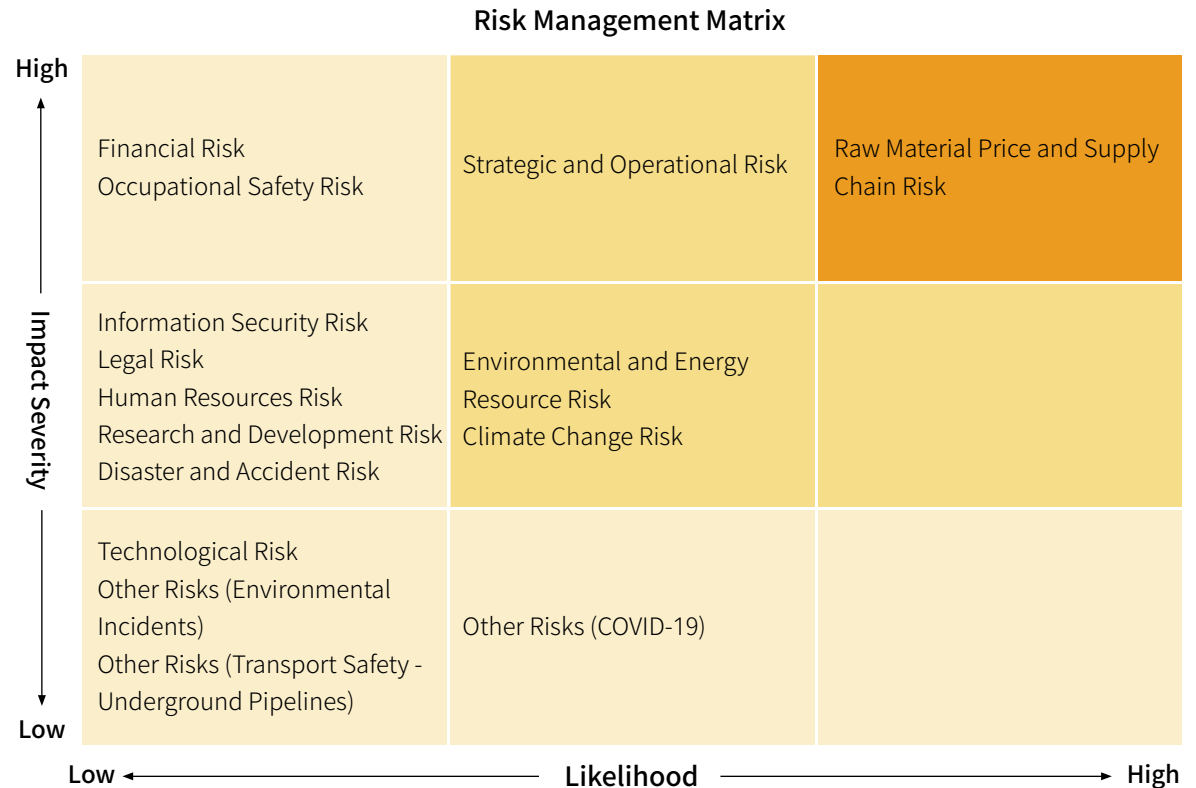 Risk Management Matrix
High
Financial Risk
Occupational Safety Risk
Strategic and Operational Risk
Raw Material Price and Supply
Chain Risk
Impact Severity
Information Security Risk
Legal Risk
Human Resources Risk
Research and Development Risk
Disaster and Accident Risk
Environmental and Energy
Resource Risk
Climate Change Risk
Technological Risk
Other Risks (Environmental
Incidents)
Other Risks (Transport Safety -
Underground Pipelines)
Other Risks (COVID-19)
Low
Low
Likelihood
High